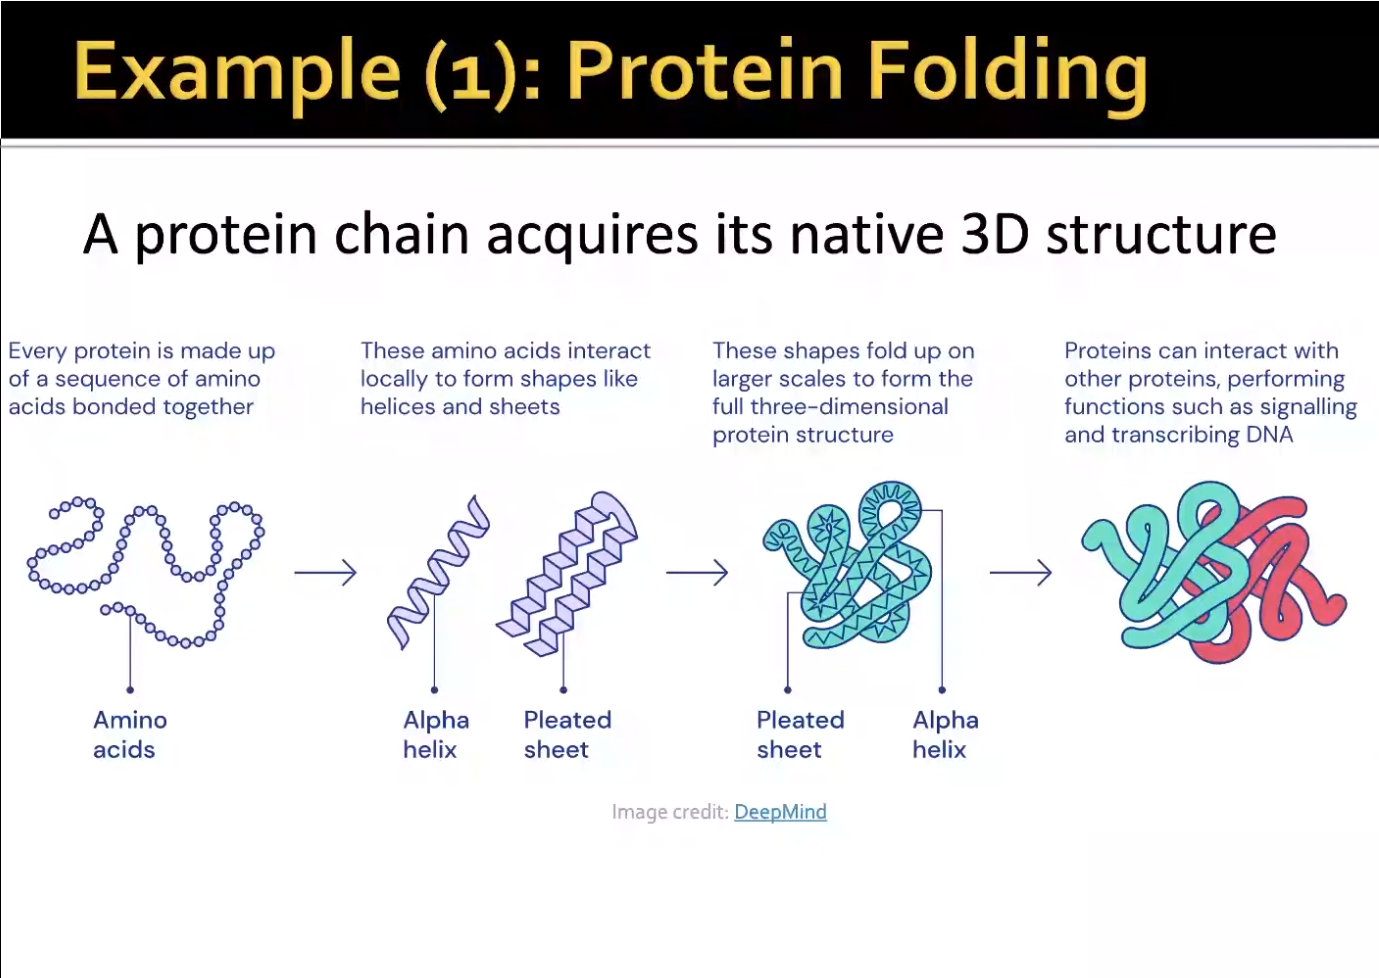 Example (1): Protein Folding
A protein chain acquires its native 3D structure
Every protein is made up
of a sequence of amino
acids bonded together
These amino acids interact
locally to form shapes like
helices and sheets
These shapes fold up on
larger scales to form the
full three-dimensional
protein structure
Proteins can interact with
other proteins, performing
functions such as signalling
and transcribing DNA
Amino
acids
Alpha
helix
Pleated
sheet
Pleated
sheet
Alpha
helix
Image credit: DeepMind